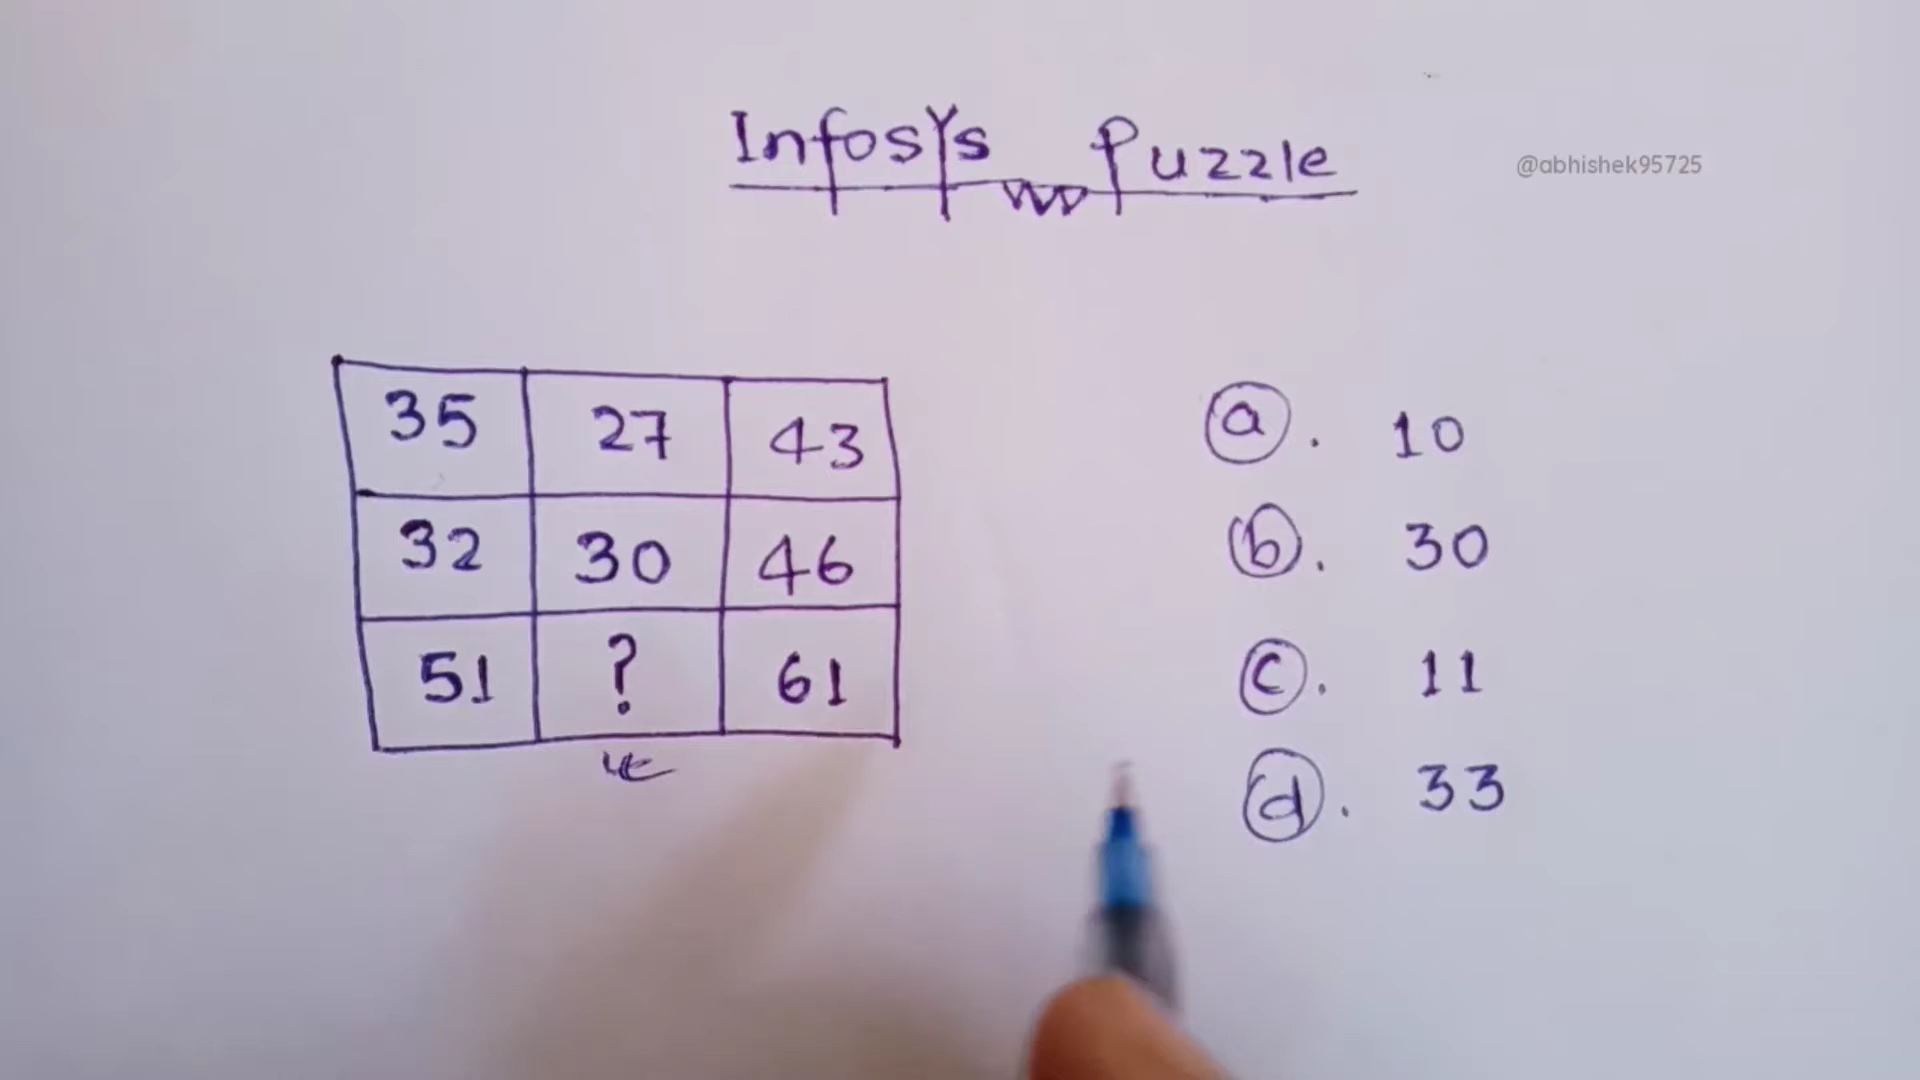 Infosys Puzzle
@abhishek95725
35 27 43
32 30 46
51 ? 61
a. 10
b. 30
c. 11
d. 33